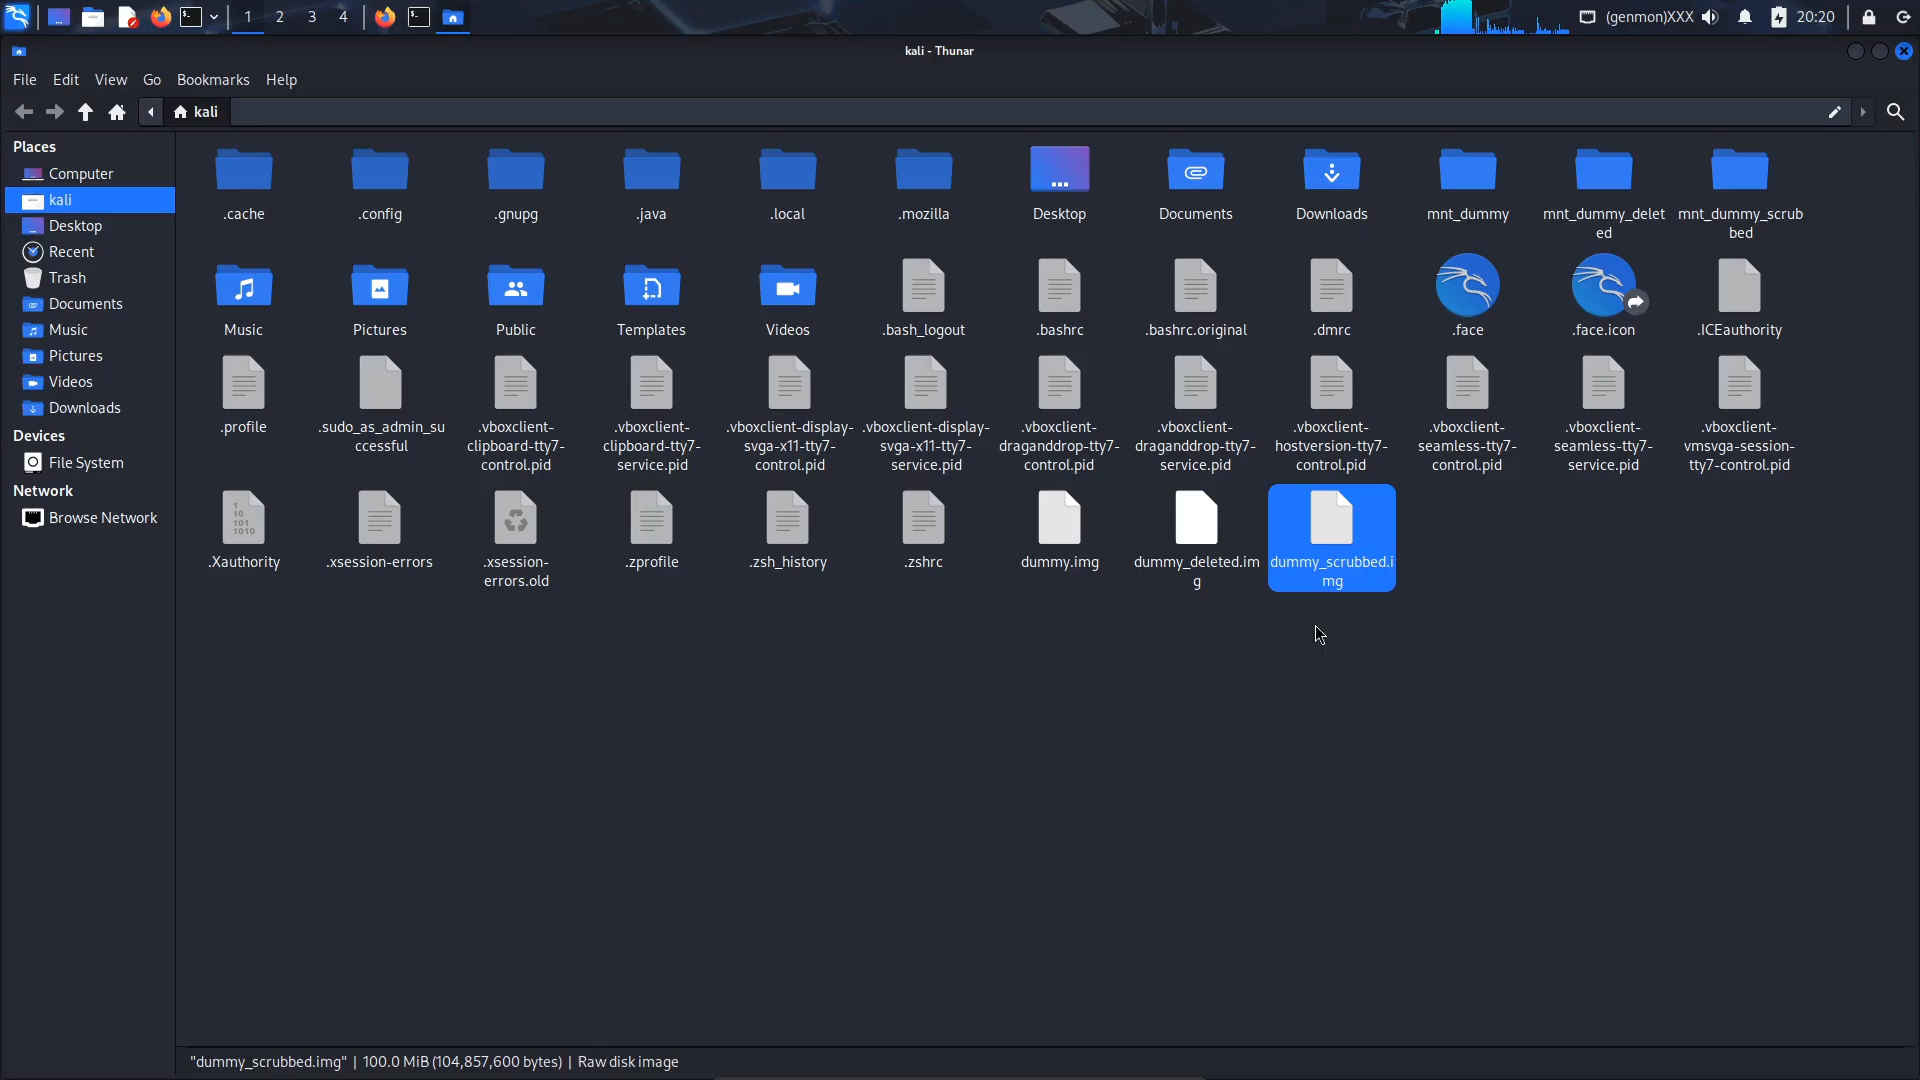 1 2 3 4 (genmon)XXX 20:20
kali - Thunar
File Edit View Go Bookmarks Help
kali
Places
Computer
kali
Desktop
Recent
Trash
Documents
Music
Pictures
Videos
Downloads
Devices
File System
Network
Browse Network
.cache .config .gnupg .java .local .mozilla Desktop Documents Downloads mnt_dummy mnt_dummy_delet mnt_dummy_scrub
ed bed
Music Pictures Public Templates Videos .bash_logout .bashrc .bashrc.original .dmrc .face .face.icon .ICEauthority
.profile .sudo_as_admin_su .vboxclient- .vboxclient- .vboxclient-display- .vboxclient-display- .vboxclient- .vboxclient- .vboxclient- .vboxclient- .vboxclient- .vboxclient-
ccessful clipboard-tty7- clipboard-tty7- svga-x11-tty7- svga-x11-tty7- draganddrop-tty7- draganddrop-tty7- hostversion-tty7- seamless-tty7- seamless-tty7- vmsvga-session-
control.pid service.pid control.pid service.pid control.pid service.pid control.pid control.pid service.pid tty7-control.pid
1
10
101
1010
.Xauthority .xsession-errors .xsession- .zprofile .zsh_history .zshrc dummy.img dummy_deleted.im dummy_scrubbed.i
errors.old g mg
"dummy_scrubbed.img" | 100.0 MiB (104,857,600 bytes) | Raw disk image